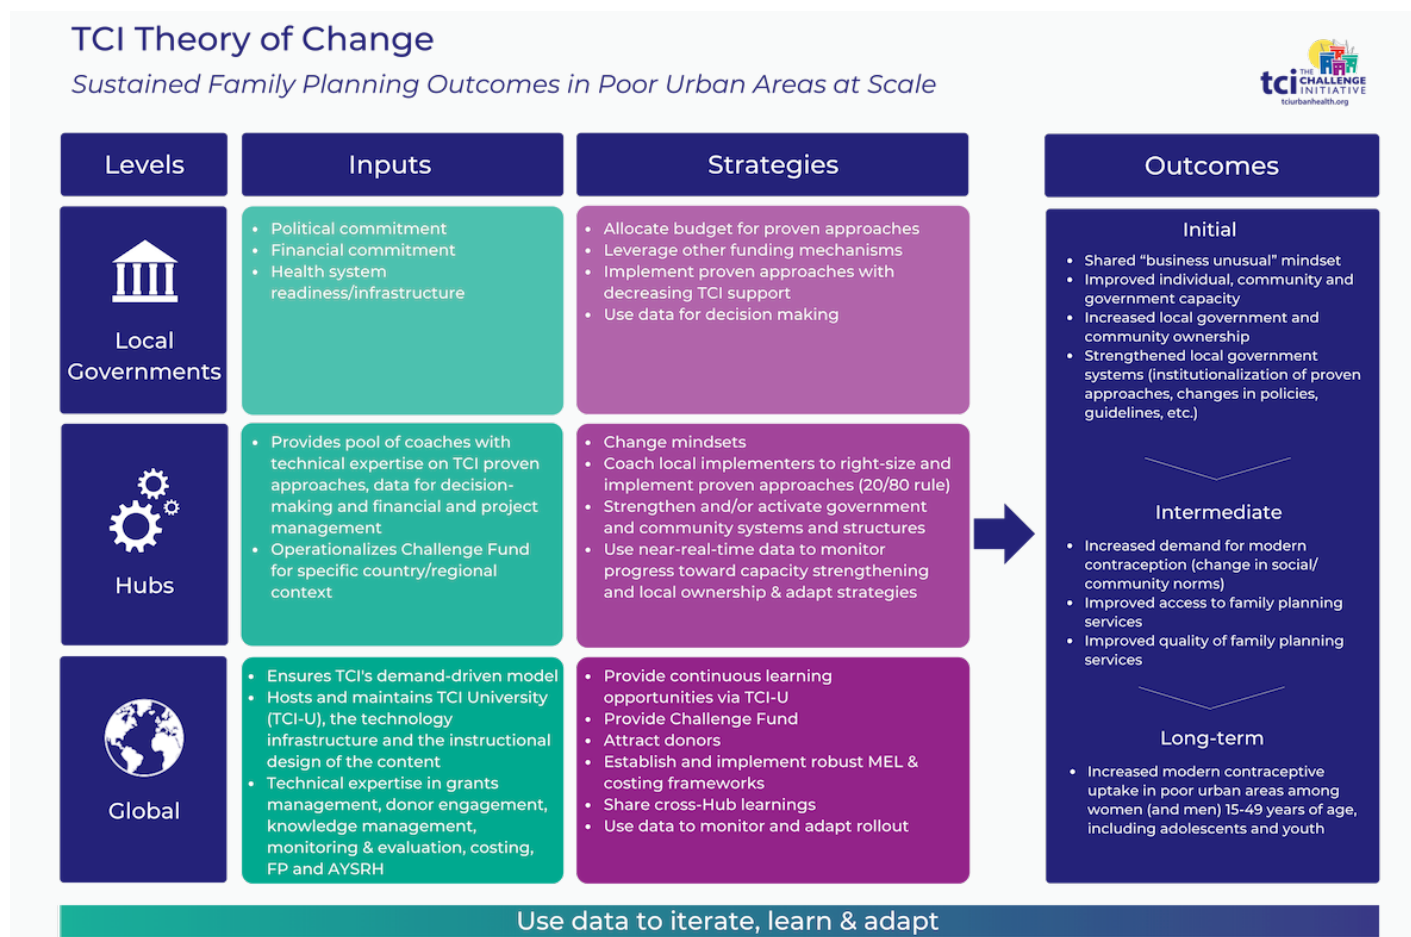 TCI Theory of Change
Sustained Family Planning Outcomes in Poor Urban Areas at Scale
tci THE CHALLENGE INITIATIVE
tciurbanhealth.org
Levels
Inputs
Strategies
Outcomes
Local
Governments
• Political commitment
• Financial commitment
• Health system
readiness/infrastructure
• Allocate budget for proven approaches
• Leverage other funding mechanisms
• Implement proven approaches with
decreasing TCI support
• Use data for decision making
Hubs
• Provides pool of coaches with
technical expertise on TCI proven
approaches, data for decision-
making and financial and project
management
• Operationalizes Challenge Fund
for specific country/regional
context
• Change mindsets
• Coach local implementers to right-size and
implement proven approaches (20/80 rule)
• Strengthen and/or activate government
and community systems and structures
• Use near-real-time data to monitor
progress toward capacity strengthening
and local ownership & adapt strategies
Global
• Ensures TCI's demand-driven model
• Hosts and maintains TCI University
(TCI-U), the technology
infrastructure and the instructional
design of the content
• Technical expertise in grants
management, donor engagement,
knowledge management,
monitoring & evaluation, costing,
FP and AYSRH
• Provide continuous learning
opportunities via TCI-U
• Provide Challenge Fund
• Attract donors
• Establish and implement robust MEL &
costing frameworks
• Share cross-Hub learnings
• Use data to monitor and adapt rollout
Initial
• Shared “business unusual” mindset
• Improved individual, community and
government capacity
• Increased local government and
community ownership
• Strengthened local government
systems (institutionalization of proven
approaches, changes in policies,
guidelines, etc.)
Intermediate
• Increased demand for modern
contraception (change in social/
community norms)
• Improved access to family planning
services
• Improved quality of family planning
services
Long-term
• Increased modern contraceptive
uptake in poor urban areas among
women (and men) 15-49 years of age,
including adolescents and youth
Use data to iterate, learn & adapt